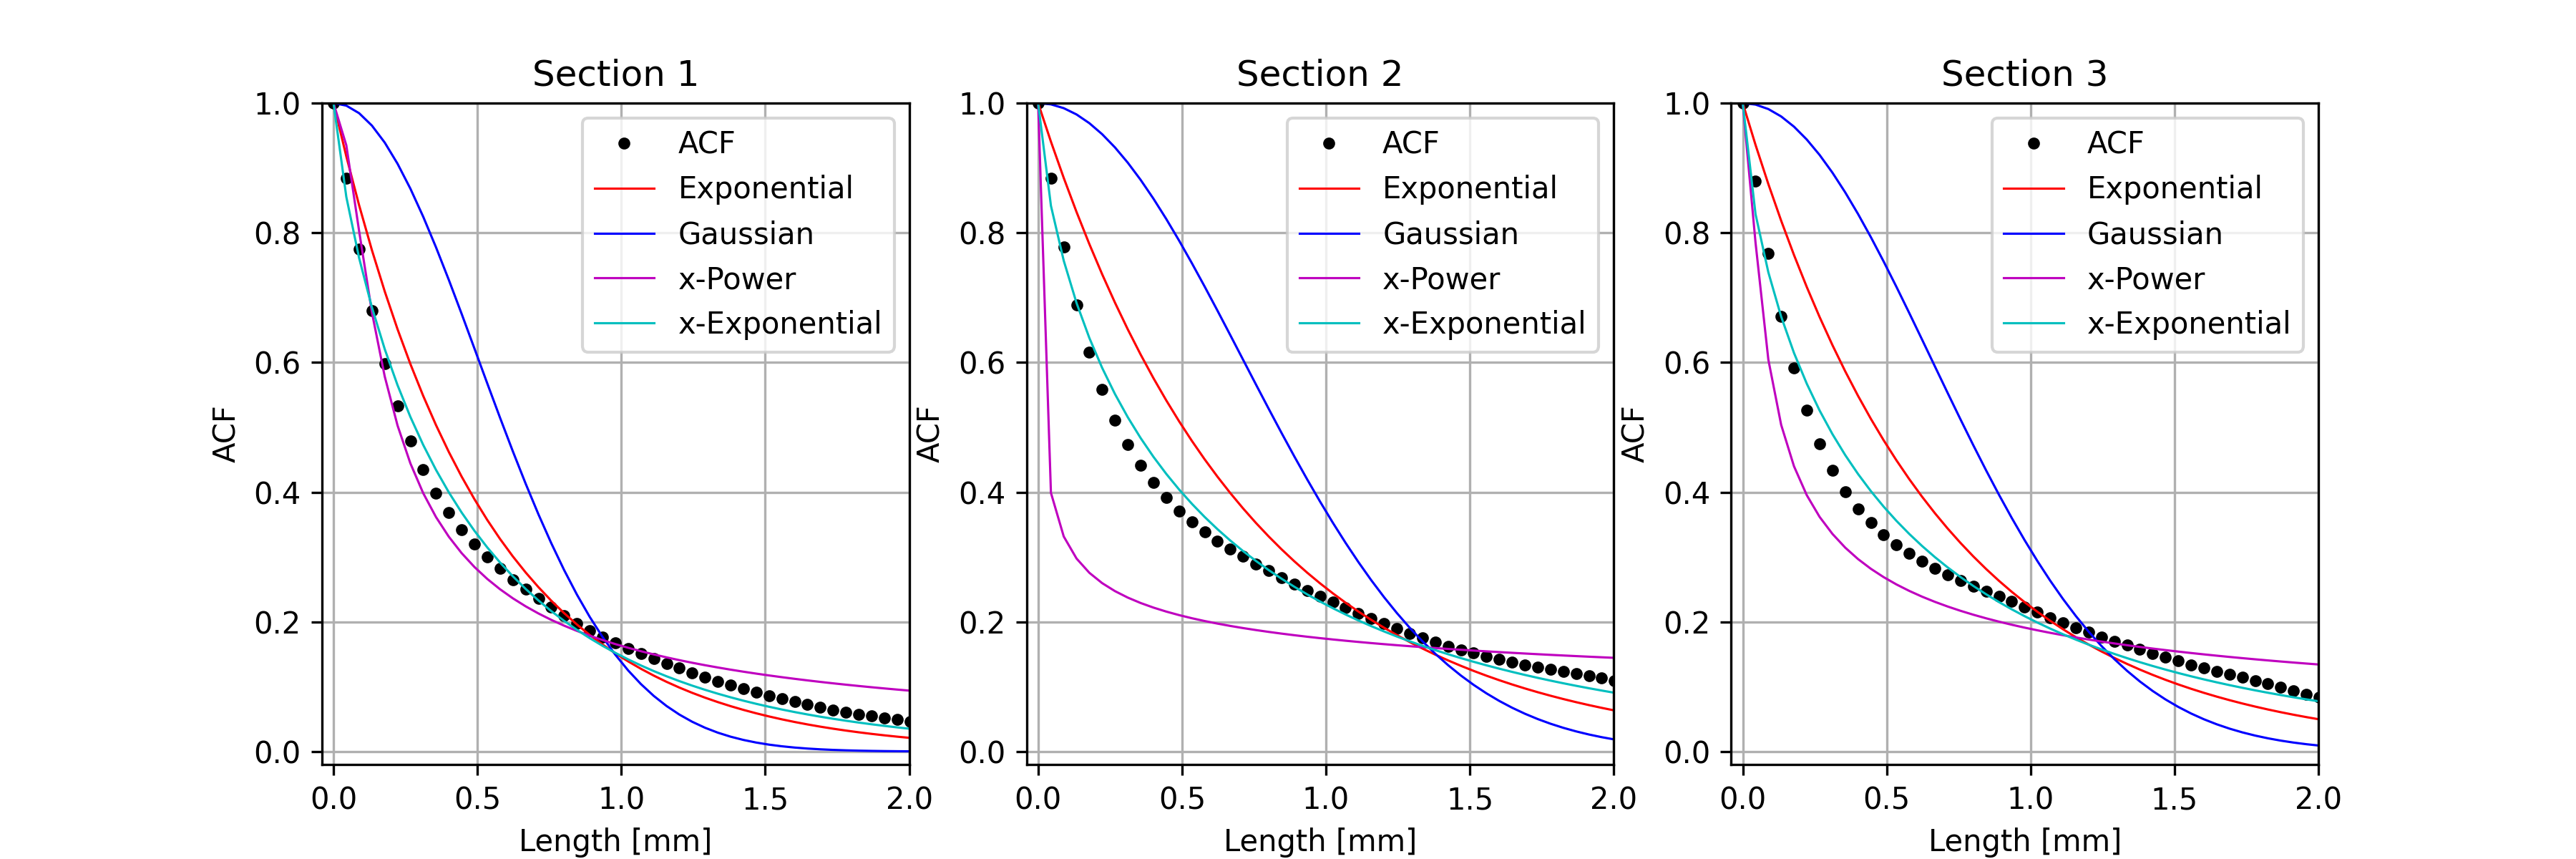 Section 1
1.0
0.8
0.6
0.4
0.2
0.0
ACF
0.0 0.5 1.0 1.5 2.0
Length [mm]
ACF
Exponential
Gaussian
x-Power
x-Exponential
Section 2
1.0
0.8
0.6
0.4
0.2
0.0
ACF
0.0 0.5 1.0 1.5 2.0
Length [mm]
ACF
Exponential
Gaussian
x-Power
x-Exponential
Section 3
1.0
0.8
0.6
0.4
0.2
0.0
ACF
0.0 0.5 1.0 1.5 2.0
Length [mm]
ACF
Exponential
Gaussian
x-Power
x-Exponential